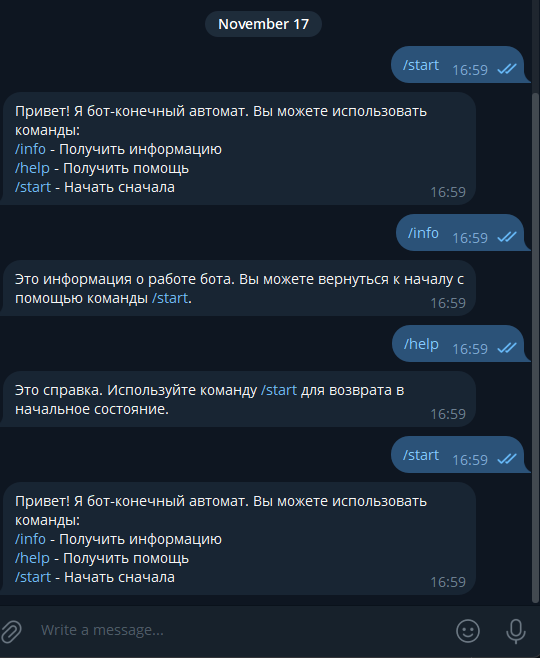 November 17
/start 16:59
Привет! Я бот-конечный автомат. Вы можете использовать
команды:
/info - Получить информацию
/help - Получить помощь
/start - Начать сначала
16:59
/info 16:59
Это информация о работе бота. Вы можете вернуться к началу с
помощью команды /start.
16:59
/help 16:59
Это справка. Используйте команду /start для возврата в
начальное состояние.
16:59
/start 16:59
Привет! Я бот-конечный автомат. Вы можете использовать
команды:
/info - Получить информацию
/help - Получить помощь
/start - Начать сначала
16:59
Write a message...